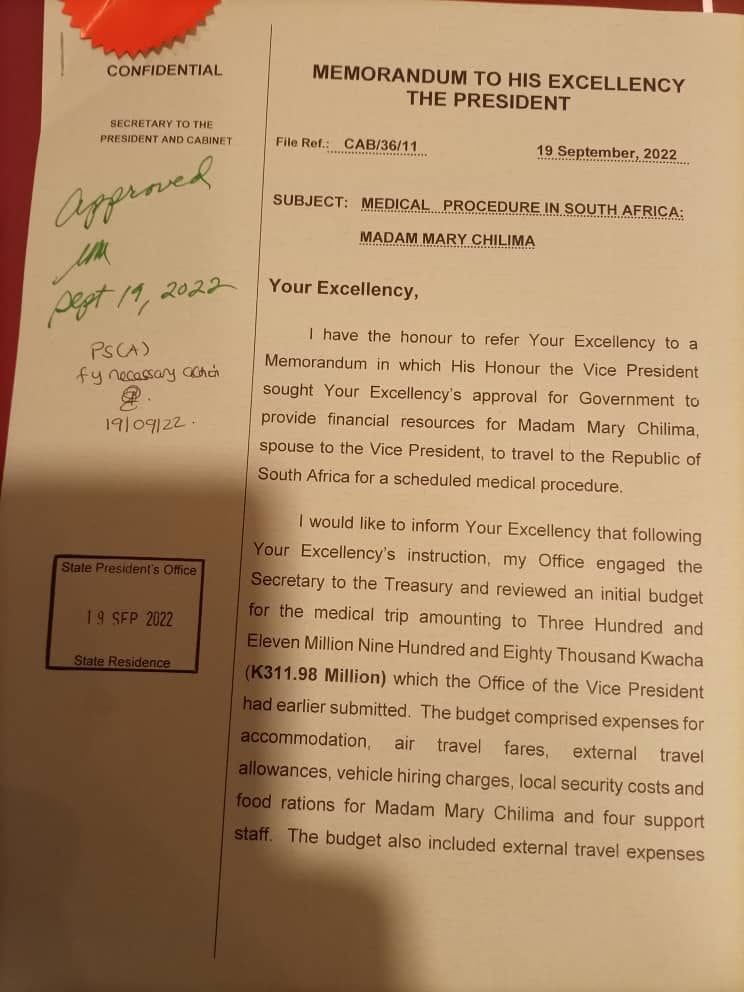 CONFIDENTIAL
SECRETARY TO THE
PRESIDENT AND CABINET
Approved
Sept 19, 2022
PS(A)
fy necessary action
19/09/22.
State President's Office
19 SEP 2022
State Residence
MEMORANDUM TO HIS EXCELLENCY
THE PRESIDENT
File Ref.: CAB/36/11
19 September, 2022
SUBJECT: MEDICAL PROCEDURE IN SOUTH AFRICA:
MADAM MARY CHILIMA
Your Excellency,
I have the honour to refer Your Excellency to a
Memorandum in which His Honour the Vice President
sought Your Excellency's approval for Government to
provide financial resources for Madam Mary Chilima,
spouse to the Vice President, to travel to the Republic of
South Africa for a scheduled medical procedure.
I would like to inform Your Excellency that following
Your Excellency's instruction, my Office engaged the
Secretary to the Treasury and reviewed an initial budget
for the medical trip amounting to Three Hundred and
Eleven Million Nine Hundred and Eighty Thousand Kwacha
(K311.98 Million) which the Office of the Vice President
had earlier submitted. The budget comprised expenses for
accommodation, air travel fares, external travel
allowances, vehicle hiring charges, local security costs and
food rations for Madam Mary Chilima and four support
staff. The budget also included external travel expenses